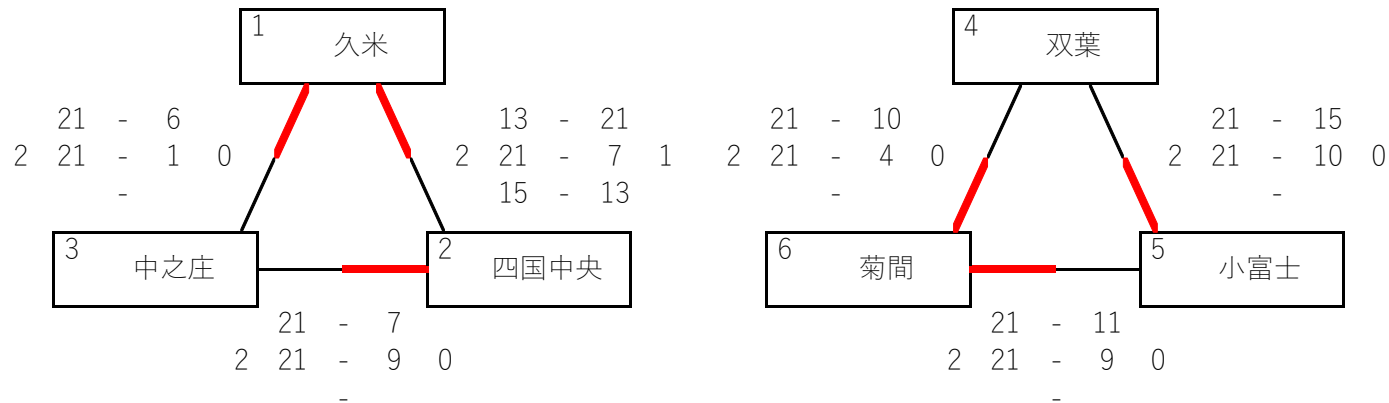 1 久米
21 - 6
2 21 - 1 0
-
13 - 21
2 21 - 7 1
15 - 13
3 中之庄
2 四国中央
21 - 7
2 21 - 9 0
-
4 双葉
21 - 10
2 21 - 4 0
-
21 - 15
2 21 - 10 0
-
6 菊間
5 小富士
21 - 11
2 21 - 9 0
-